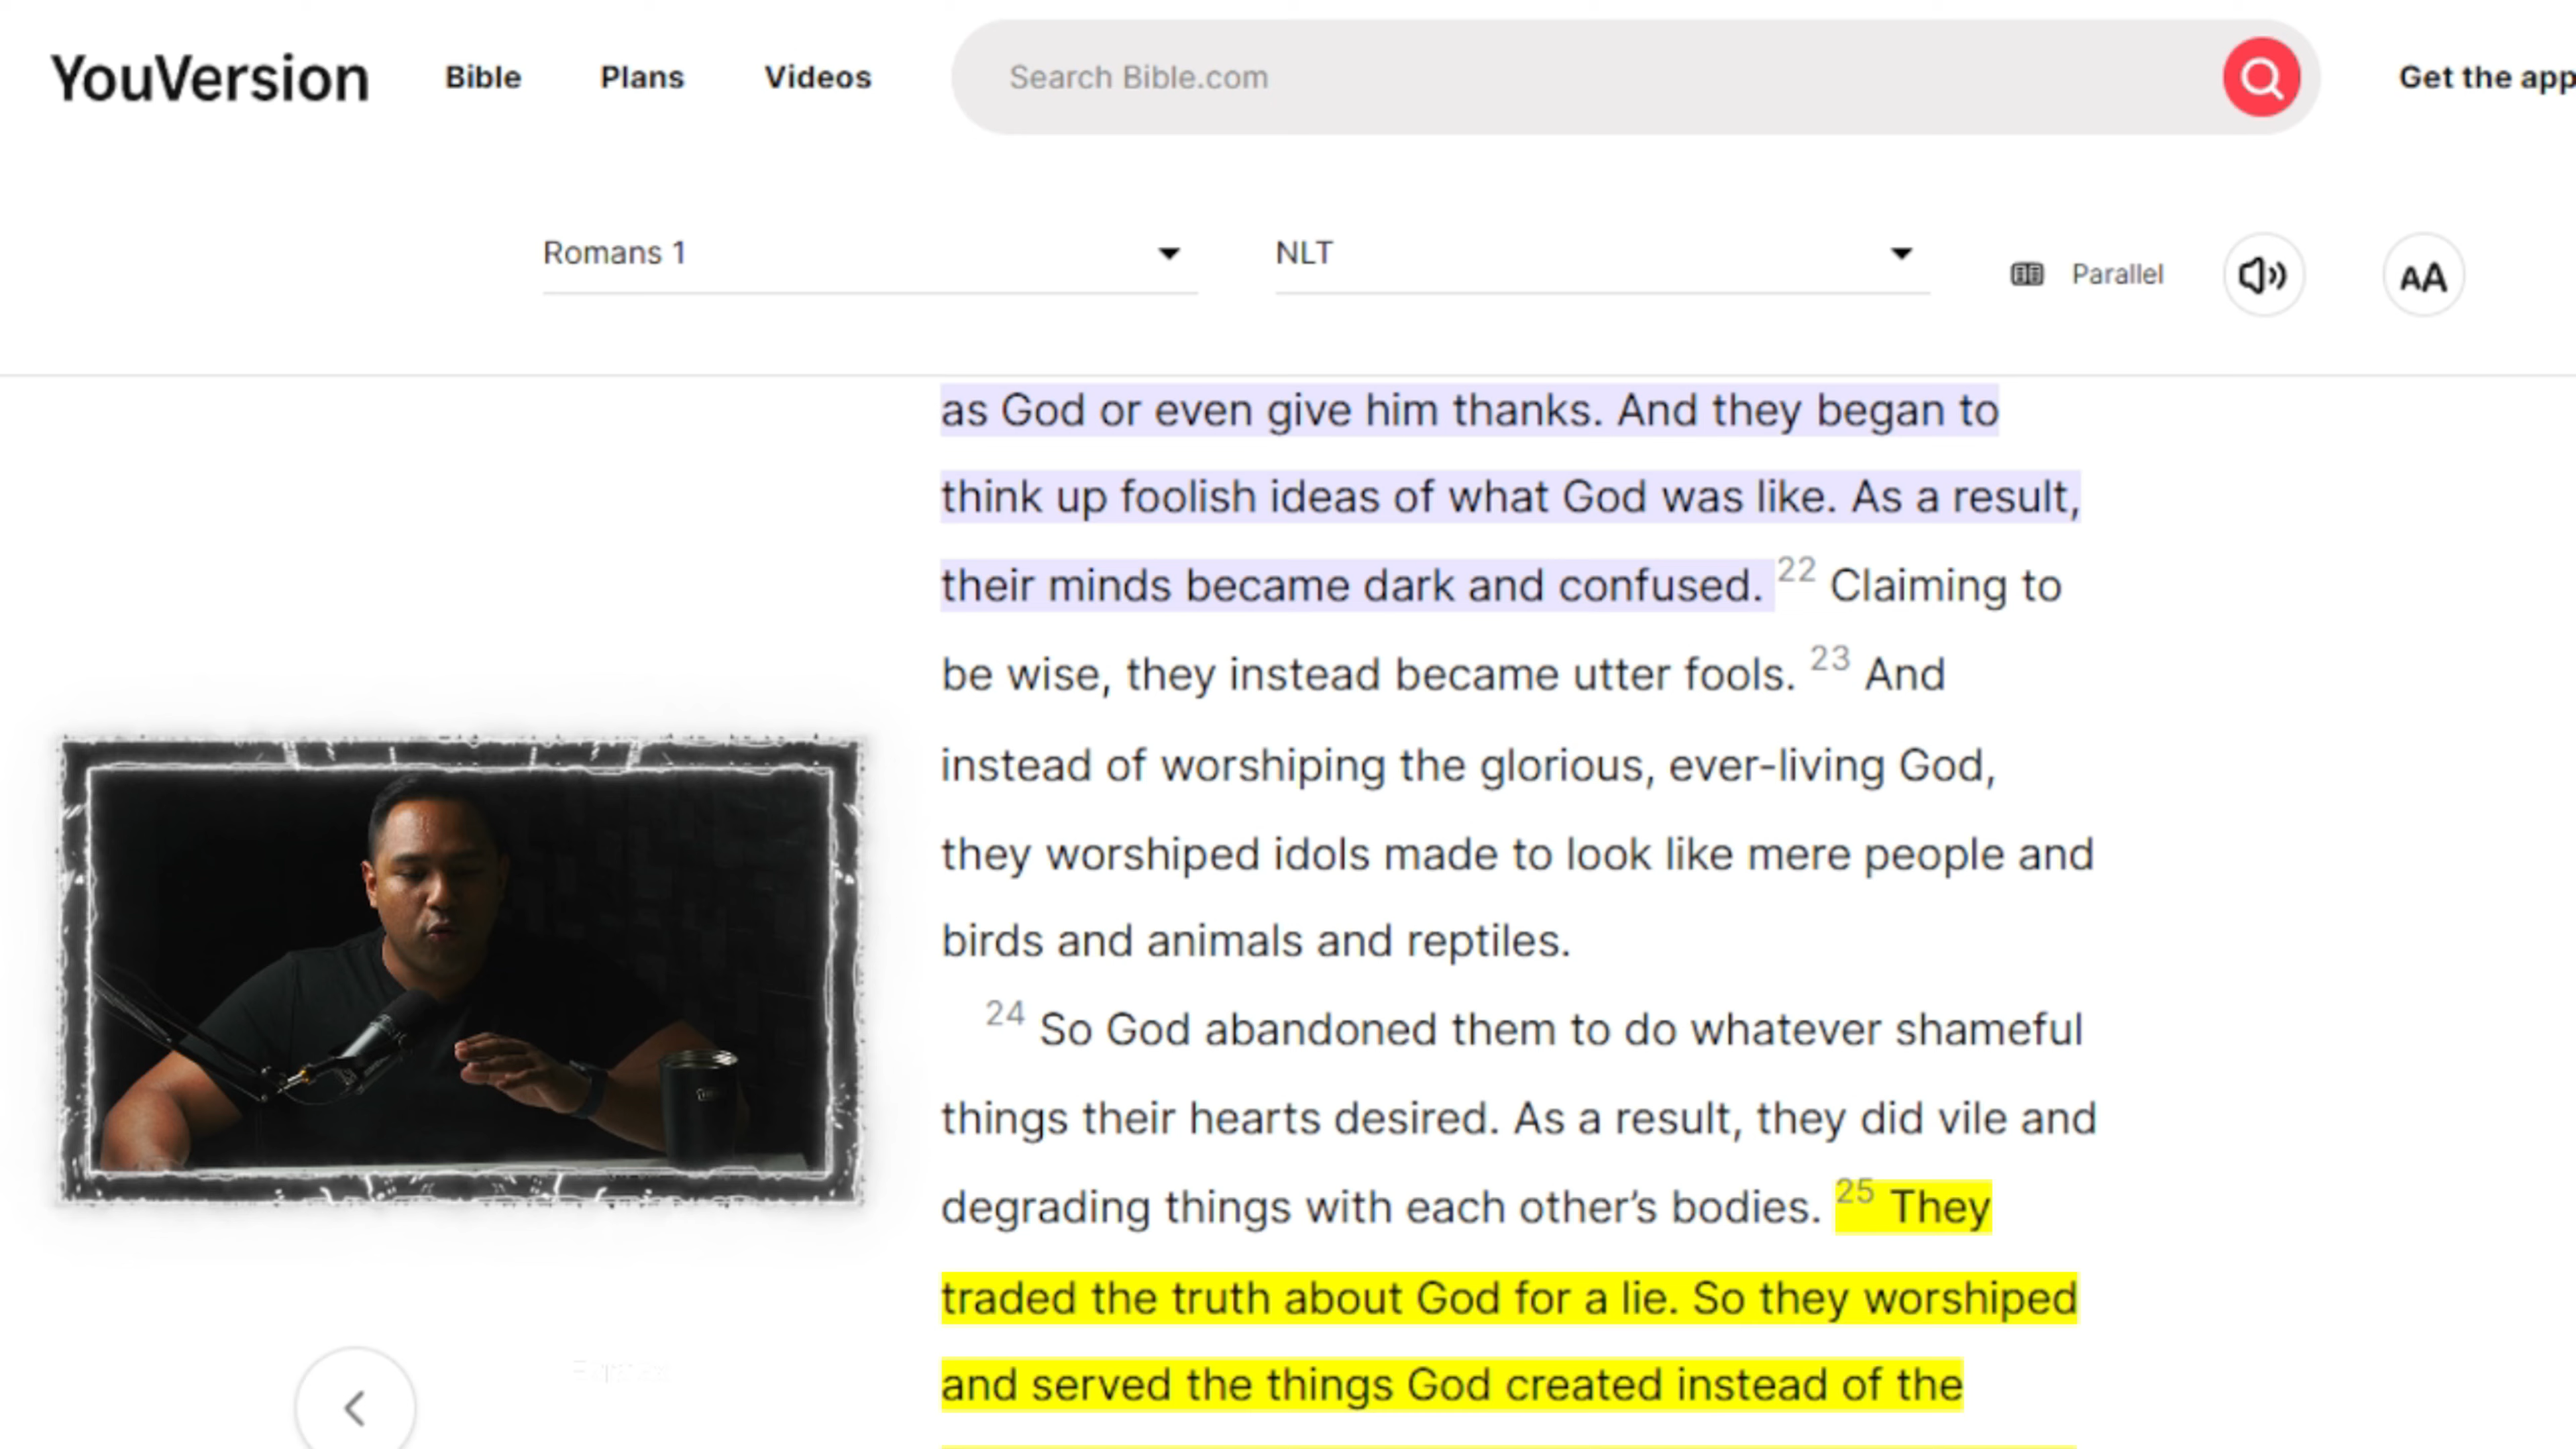 YouVersion Bible Plans Videos Search Bible.com Get the app
Romans 1 NLT Parallel AA
as God or even give him thanks. And they began to
think up foolish ideas of what God was like. As a result,
their minds became dark and confused. 22 Claiming to
be wise, they instead became utter fools. 23 And
instead of worshiping the glorious, ever-living God,
they worshiped idols made to look like mere people and
birds and animals and reptiles.
24 So God abandoned them to do whatever shameful
things their hearts desired. As a result, they did vile and
degrading things with each other’s bodies. 25 They
traded the truth about God for a lie. So they worshiped
and served the things God created instead of the